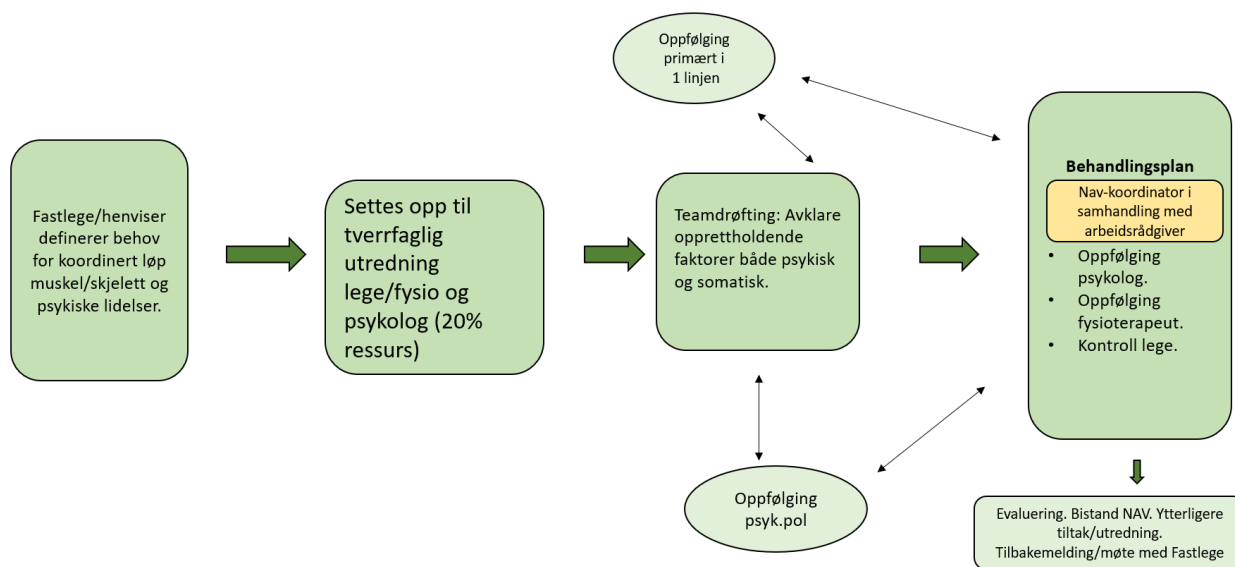 Fastlege/henviser
definerer behov
for koordinert løp
muskel/skjelett og
psykiske lidelser.
Settes opp til
tverrfaglig
utredning
lege/fysio og
psykolog (20%
ressurs)
Oppfølging
primært i
1 linjen
Teamdrøfting: Avklare
opprettholdende
faktorer både psykisk
og somatisk.
Oppfølging
psyk.pol
Behandlingsplan
Nav-koordinator i
samhandling med
arbeidsrådgiver
• Oppfølging
psykolog.
• Oppfølging
fysioterapeut.
• Kontroll lege.
Evaluering. Bistand NAV. Ytterligere
tiltak/utredning.
Tilbakemelding/møte med Fastlege